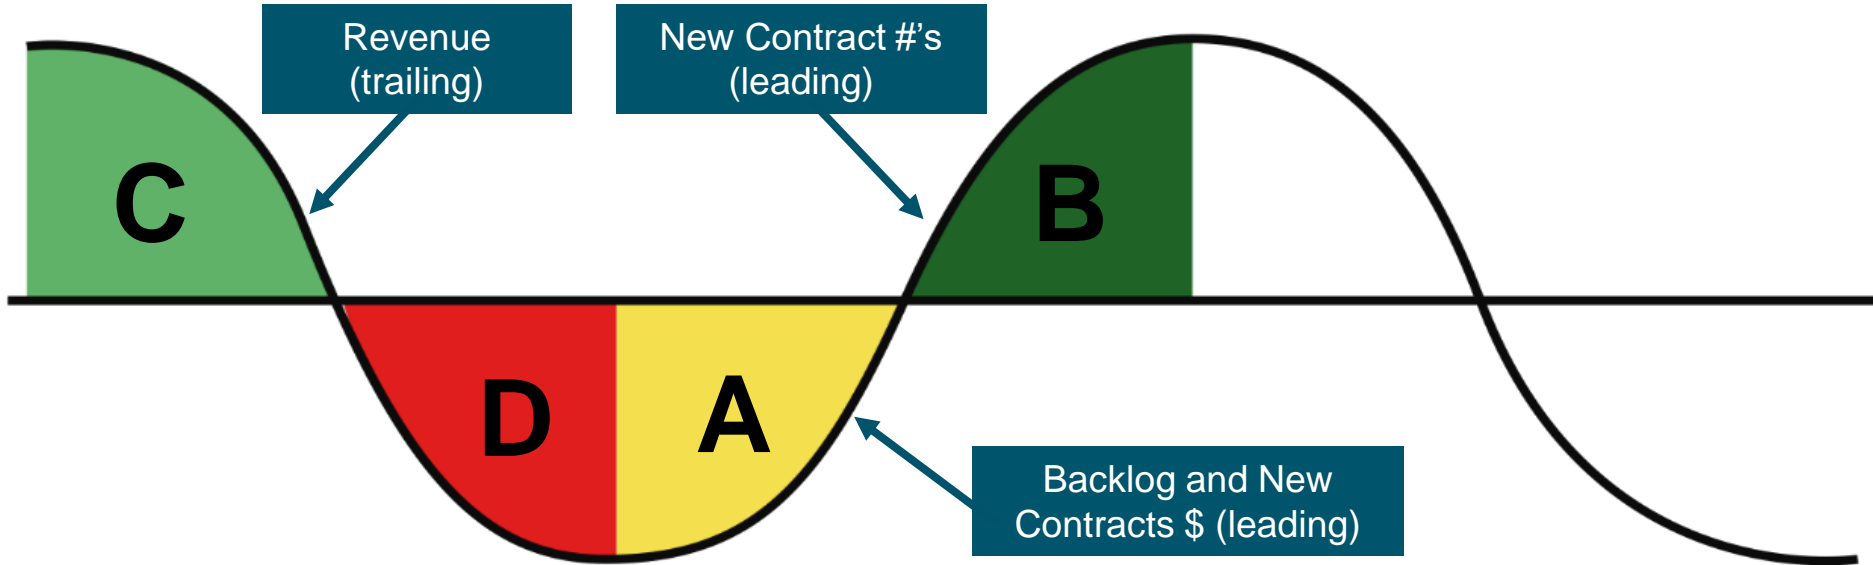 Revenue
(trailing)
New Contract #’s
(leading)
C
B
D
A
Backlog and New
Contracts $ (leading)